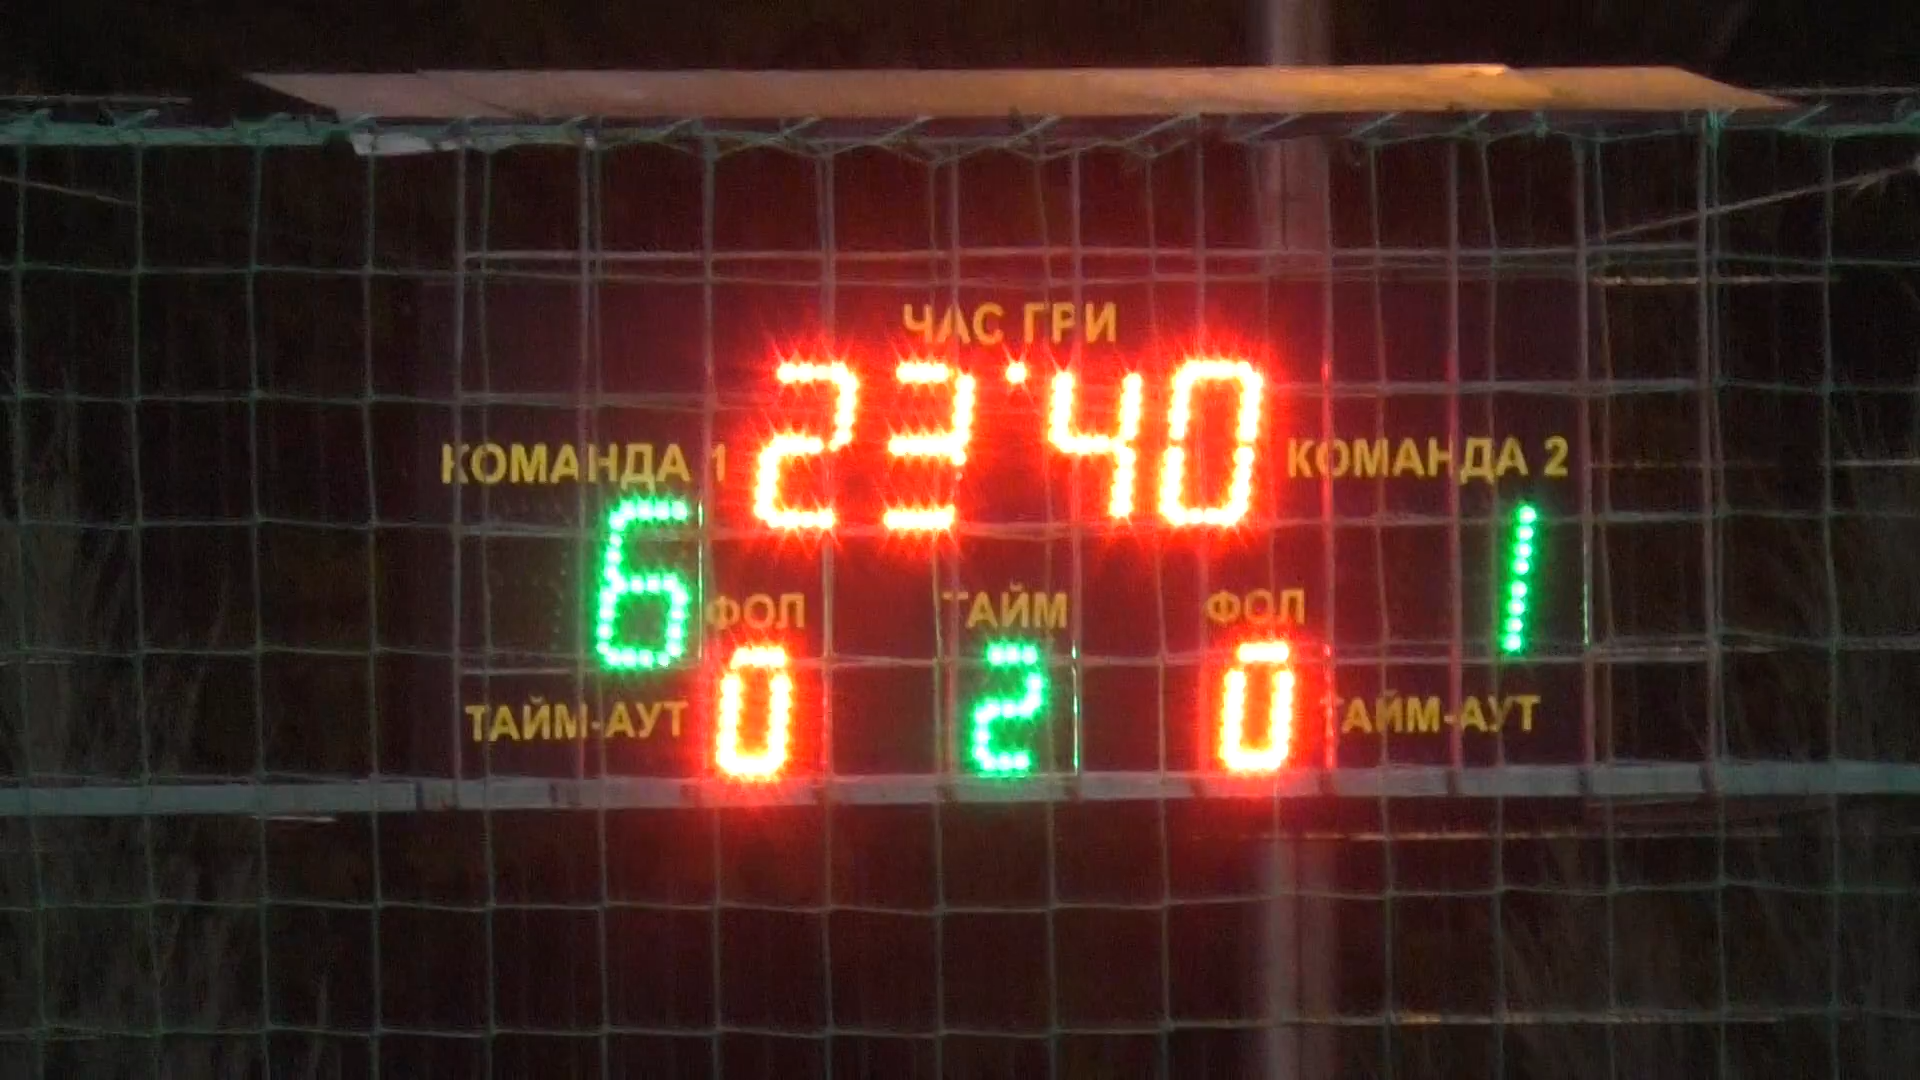 ЧАС ГРИ
23:40
КОМАНДА 1
КОМАНДА 2
6
1
ФОЛ
ТАЙМ
ФОЛ
0
2
0
ТАЙМ-АУТ
ТАЙМ-АУТ